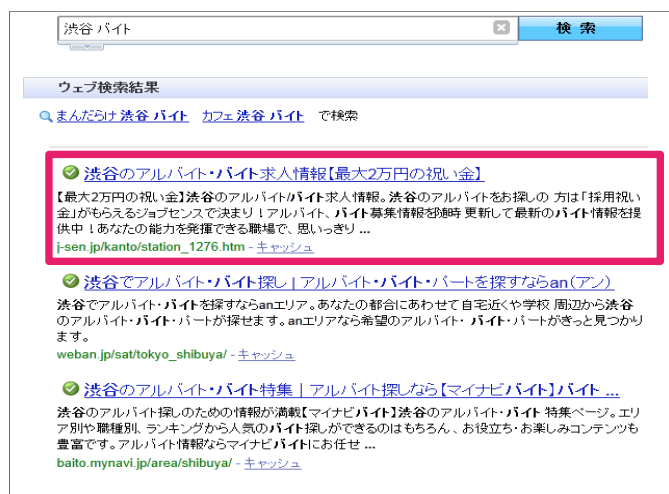 渋谷 バイト
検 索
ウェブ検索結果
まんだらけ 渋谷 バイト カフェ 渋谷 バイト で検索
渋谷のアルバイト・バイト求人情報【最大2万円の祝い金】
【最大2万円の祝い金】渋谷のアルバイト/バイト求人情報。渋谷のアルバイトをお探しの 方は「採用祝い
金」がもらえるジョブセンスで決まり！アルバイト、バイト募集情報を随時 更新して最新のバイト情報を提
供中！あなたの能力を発揮できる職場で、思いっきり ...
j-sen.jp/kanto/station_1276.htm - キャッシュ
渋谷でアルバイト・バイト探し | アルバイト・バイト・パートを探すならan（アン）
渋谷でアルバイト・バイトを探すならanエリア。あなたの都合にあわせて自宅近くや学校 周辺から渋谷
のアルバイト・バイト・パートが探せます。anエリアなら希望のアルバイト・ バイト・パートがきっと見つかり
ます。
weban.jp/sat/tokyo_shibuya/ - キャッシュ
渋谷のアルバイト・バイト特集 | アルバイト探しなら【マイナビバイト】バイト ...
渋谷のアルバイト探しのための情報が満載【マイナビバイト】渋谷のアルバイト・バイト 特集ページ。エリ
ア別や職種別、ランキングから人気のバイト探しができるのはもちろん、お役立ち・お楽しみコンテンツも
豊富です。アルバイト情報ならマイナビバイトにお任せ ...
baito.mynavi.jp/area/shibuya/ - キャッシュ